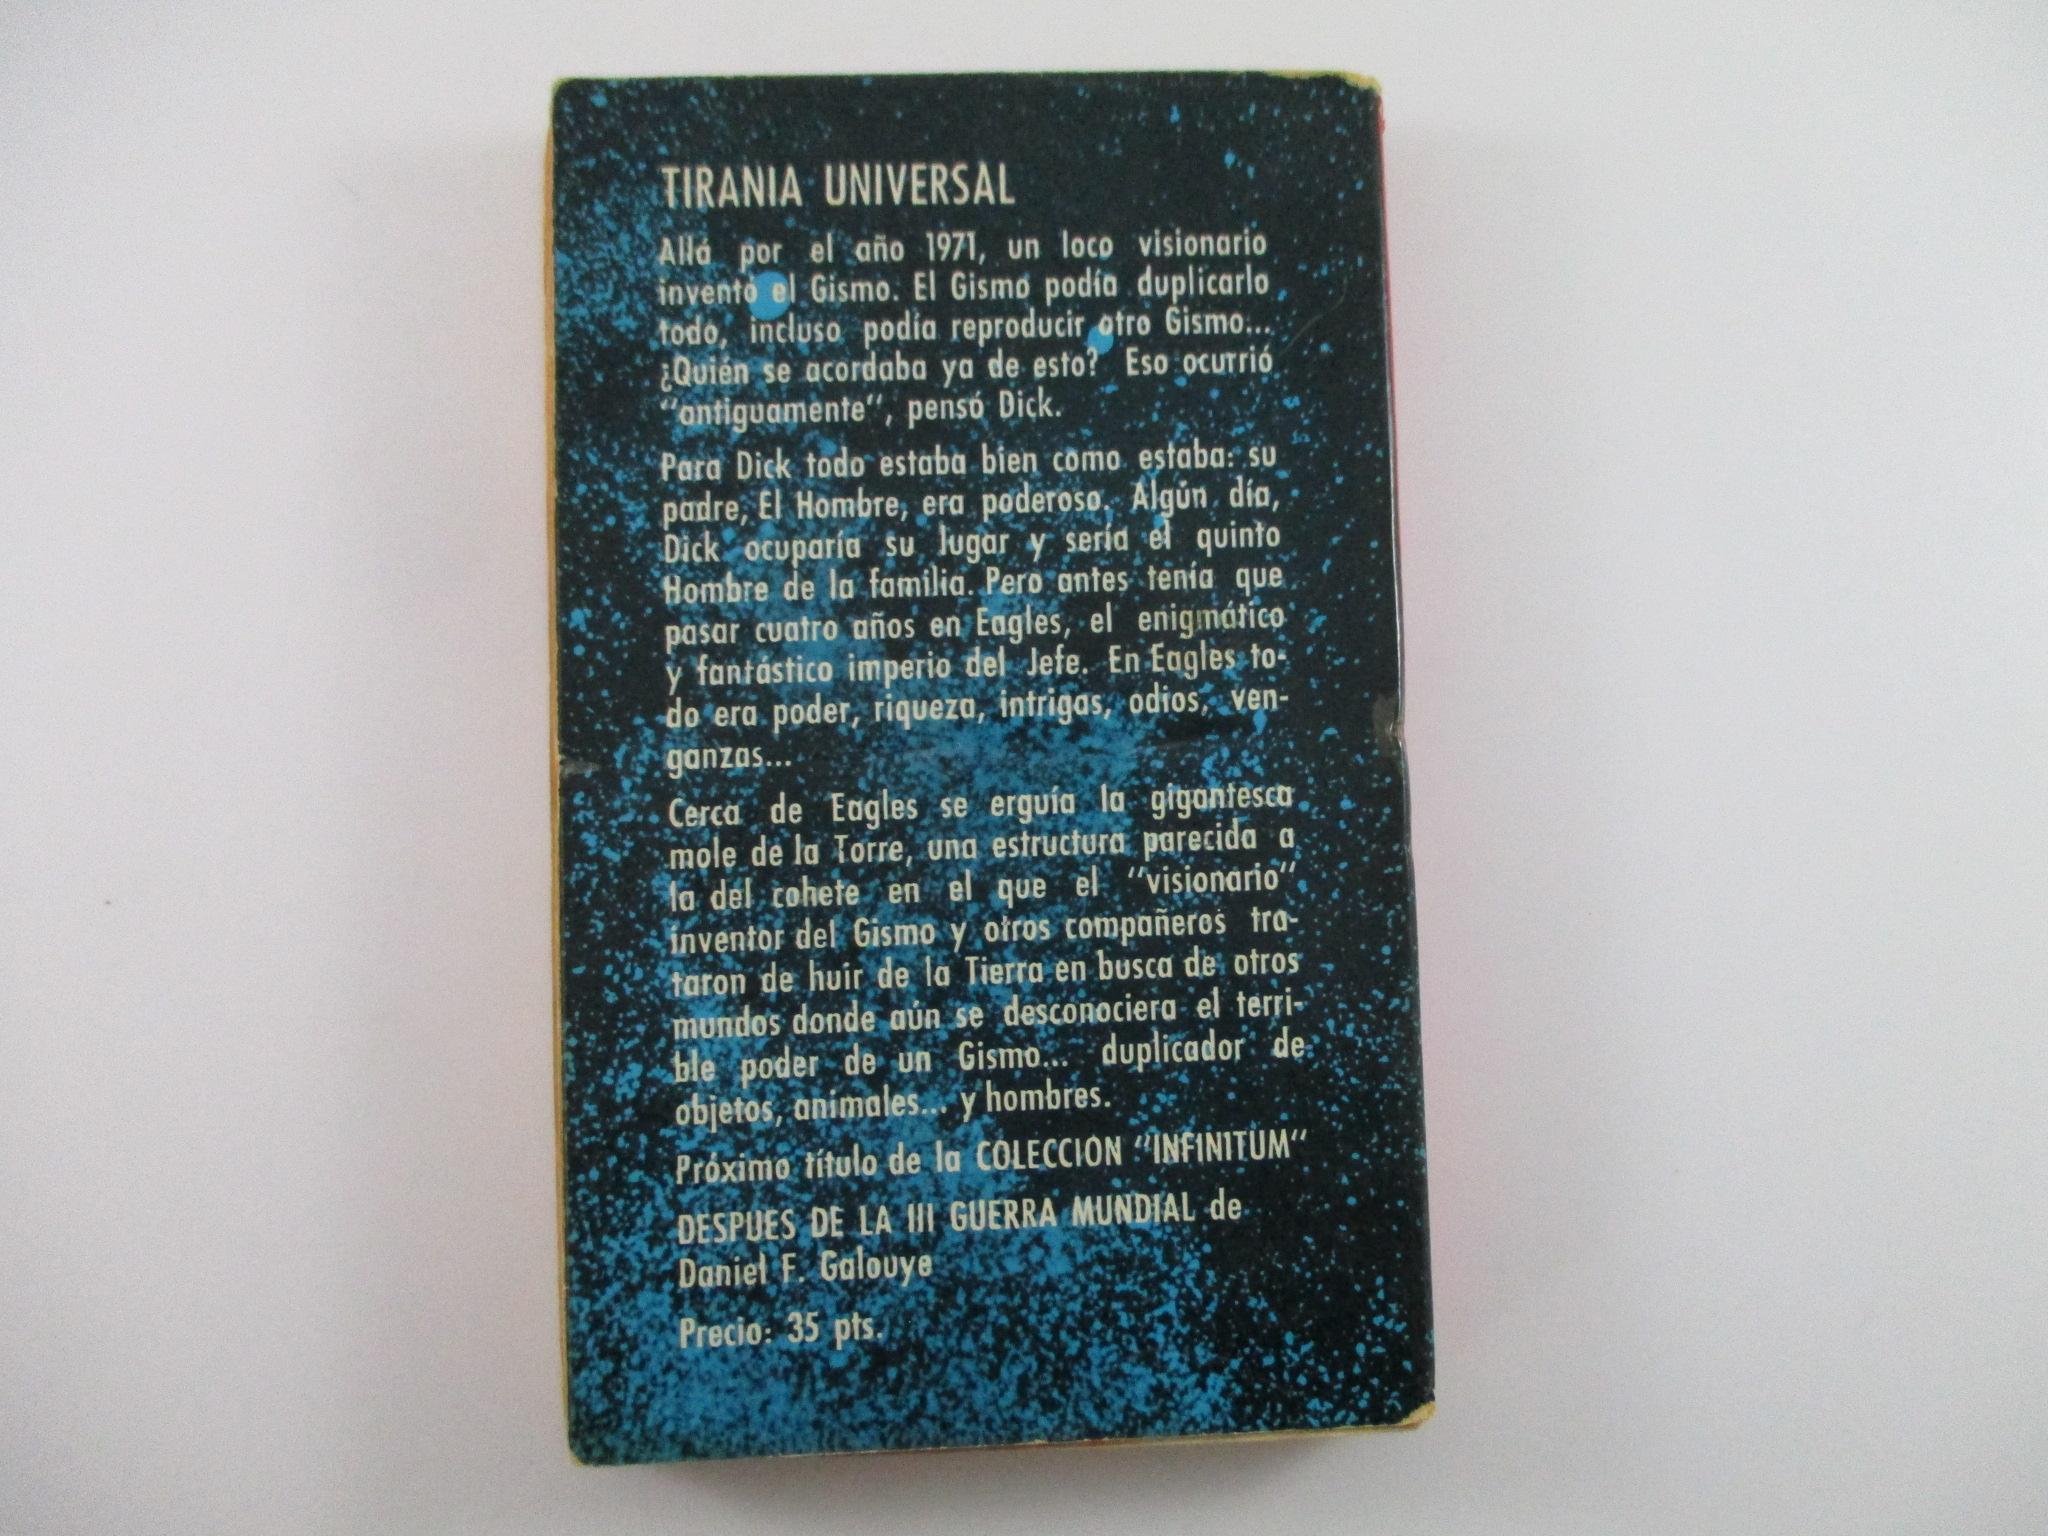 TIRANIA UNIVERSAL
Allá por el año 1971, un loco visionario
inventó el Gismo. El Gismo podía duplicarlo
todo, incluso podía reproducir otro Gismo...
¿Quién se acordaba ya de esto? Eso ocurrió
"antiguamente", pensó Dick.
Para Dick todo estaba bien como estaba: su
padre, El Hombre, era poderoso. Algún día,
Dick ocuparía su lugar y sería el quinto
Hombre de la familia. Pero antes tenía que
pasar cuatro años en Eagles, el enigmático
y fantástico imperio del Jefe. En Eagles to-
do era poder, riqueza, intrigas, odios, ven-
ganzas...
Cerca de Eagles se erguía la gigantesca
mole de la Torre, una estructura parecida a
la del cohete en el que el "visionario"
inventor del Gismo y otros compañeros tra-
taron de huir de la Tierra en busca de otros
mundos donde aún se desconociera el terri-
ble poder de un Gismo... duplicador de
objetos, animales... y hombres.
Próximo título de la COLECCION "INFINITUM"
DESPUES DE LA III GUERRA MUNDIAL de
Daniel F. Galouye
Precio: 35 pts.